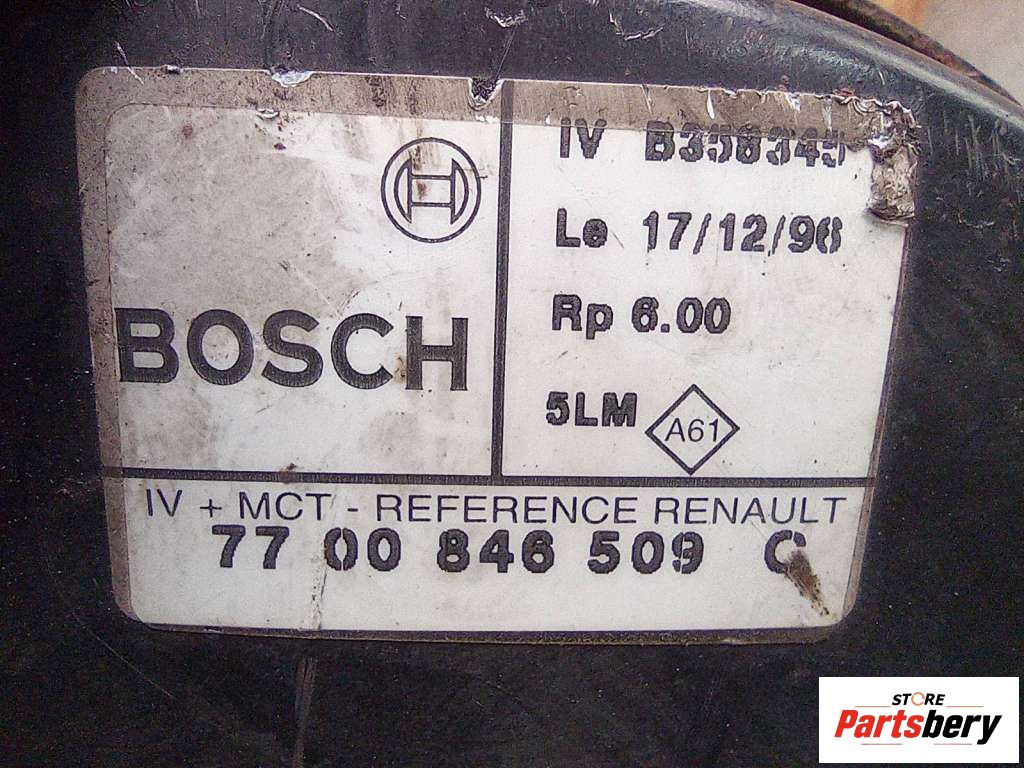 BOSCH
IV B358345
Le 17/12/96
Rp 6.00
5LM A61
IV + MCT - REFERENCE RENAULT
77 00 846 509 C
STORE
Partsbery